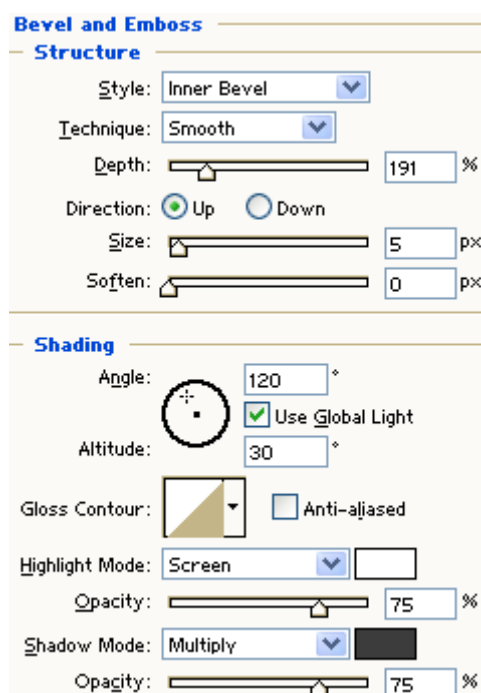 Bevel and Emboss
Structure
Style: Inner Bevel
Technique: Smooth
Depth: 191 %
Direction: Up Down
Size: 5 px
Soften: 0 px
Shading
Angle: 120 °
Use Global Light
Altitude: 30 °
Gloss Contour: Anti-aliased
Highlight Mode: Screen
Opacity: 75 %
Shadow Mode: Multiply
Opacity: 75 %